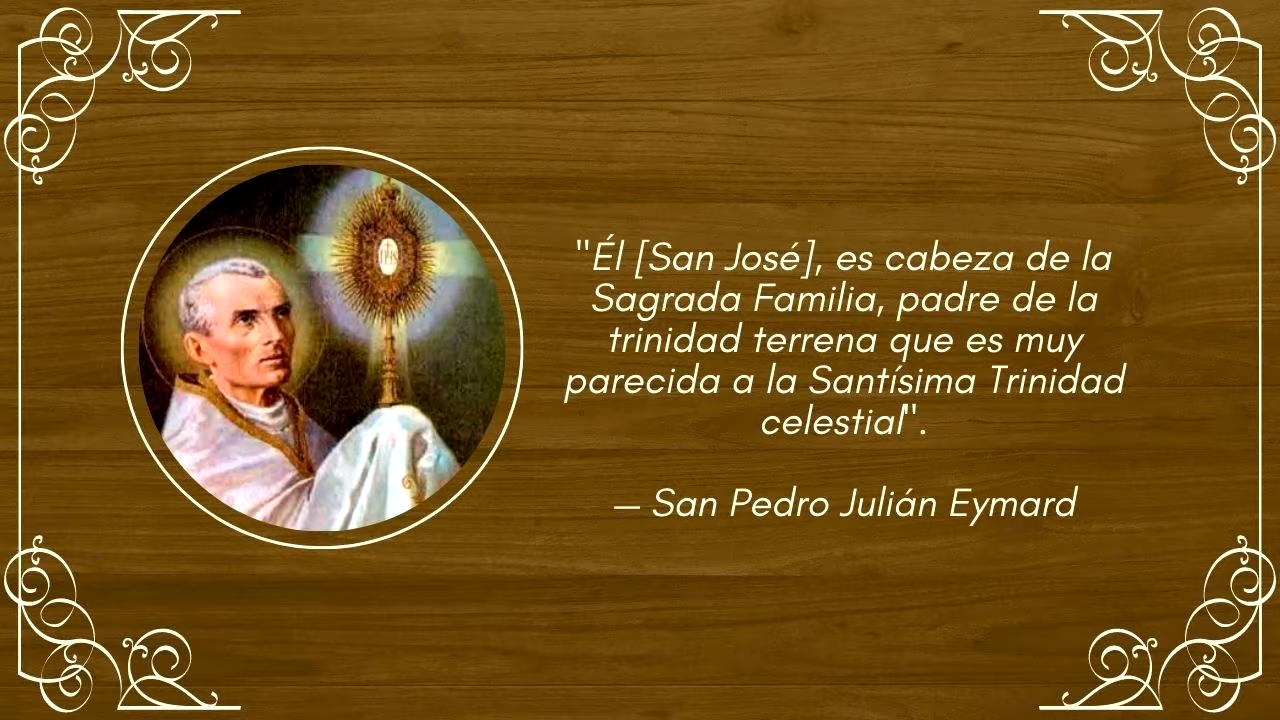 "Él [San José], es cabeza de la
Sagrada Familia, padre de la
trinidad terrena que es muy
parecida a la Santísima Trinidad
celestial".
— San Pedro Julián Eymard